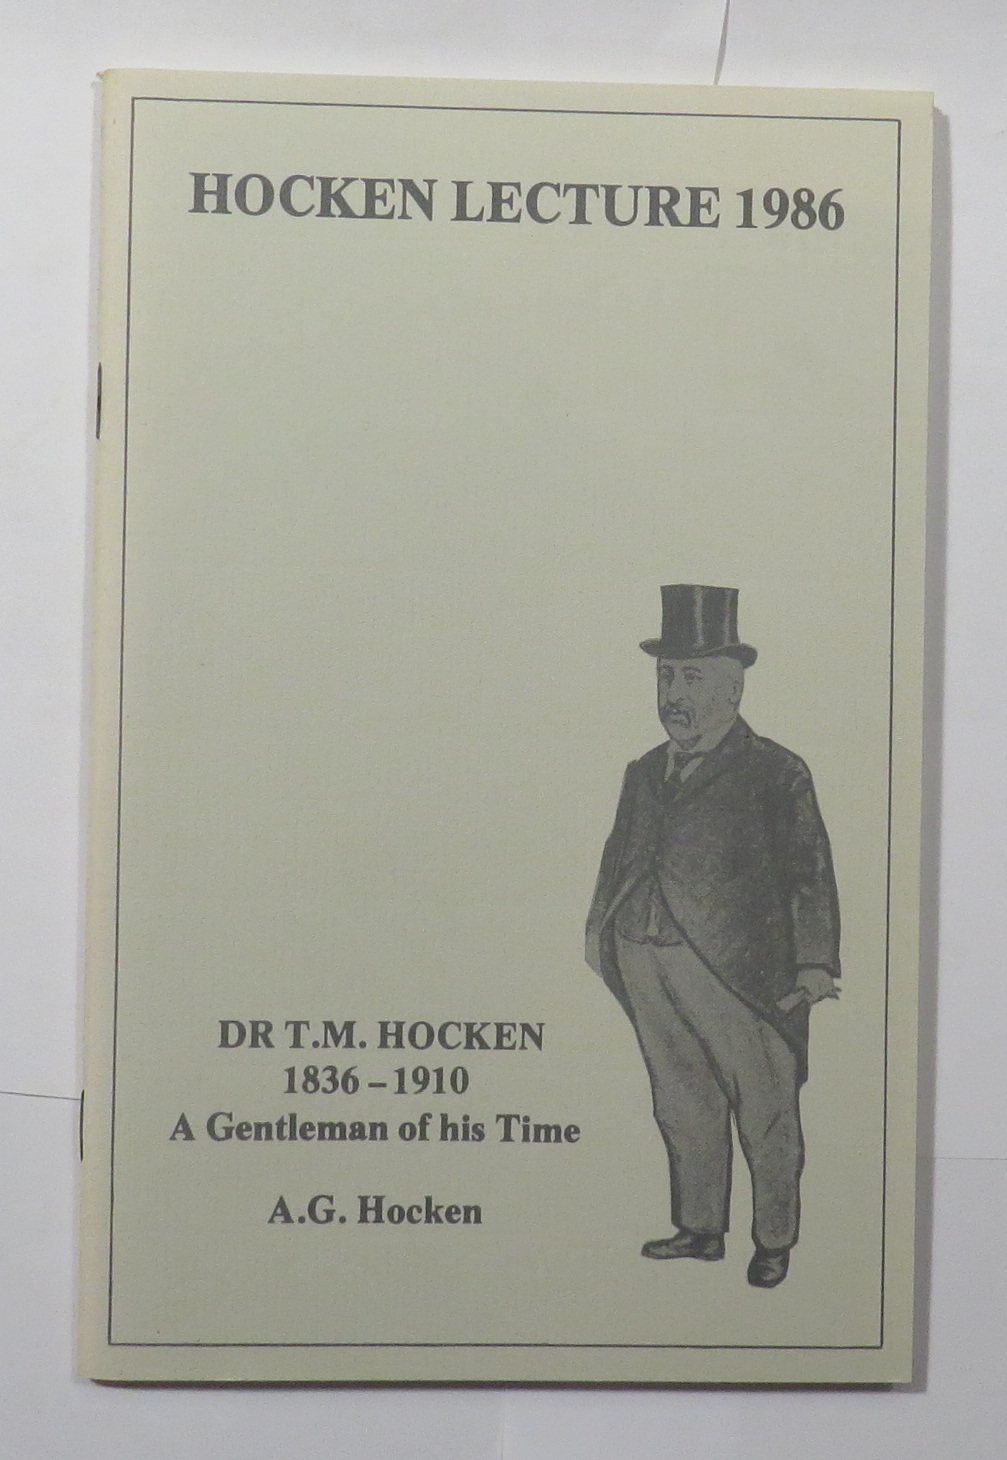 HOCKEN LECTURE 1986
DR T.M. HOCKEN
1836 – 1910
A Gentleman of his Time
A.G. Hocken